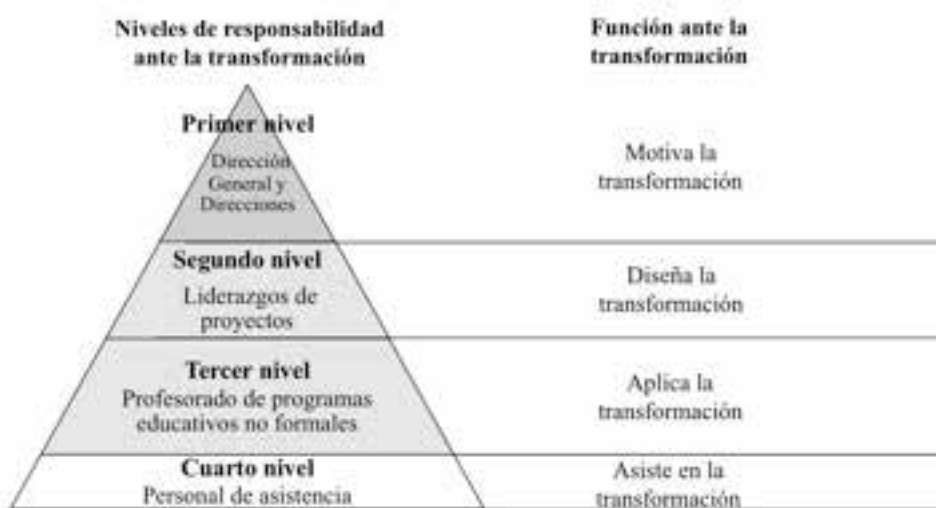 Niveles de responsabilidad
ante la transformación
Función ante la
transformación
Primer nivel
Dirección
General y
Direcciones
Motiva la
transformación
Segundo nivel
Liderazgos de
proyectos
Diseña la
transformación
Tercer nivel
Profesorado de programas
educativos no formales
Aplica la
transformación
Cuarto nivel
Personal de asistencia
Asiste en la
transformación